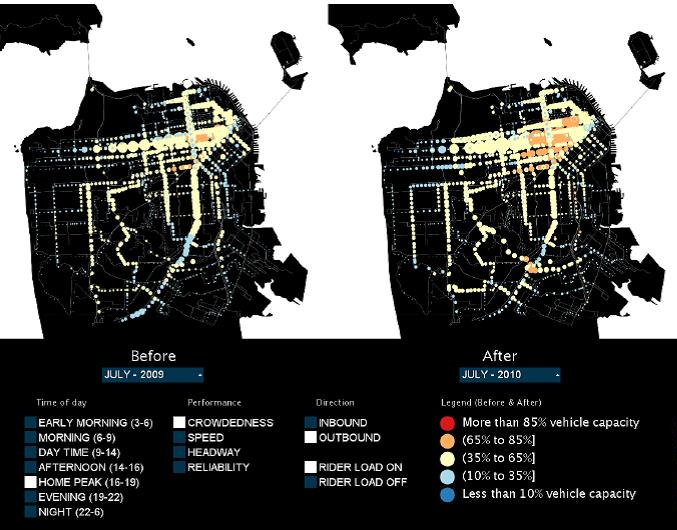 Before
After
JULY - 2009
JULY - 2010
Time of day
EARLY MORNING (3-6)
MORNING (6-9)
DAY TIME (9-14)
AFTERNOON (14-16)
HOME PEAK (16-19)
EVENING (19-22)
NIGHT (22-6)
Performance
CROWDEDNESS
SPEED
HEADWAY
RELIABILITY
Direction
INBOUND
OUTBOUND
RIDER LOAD ON
RIDER LOAD OFF
Legend (Before & After)
More than 85% vehicle capacity
(65% to 85%]
(35% to 65%]
(10% to 35%]
Less than 10% vehicle capacity